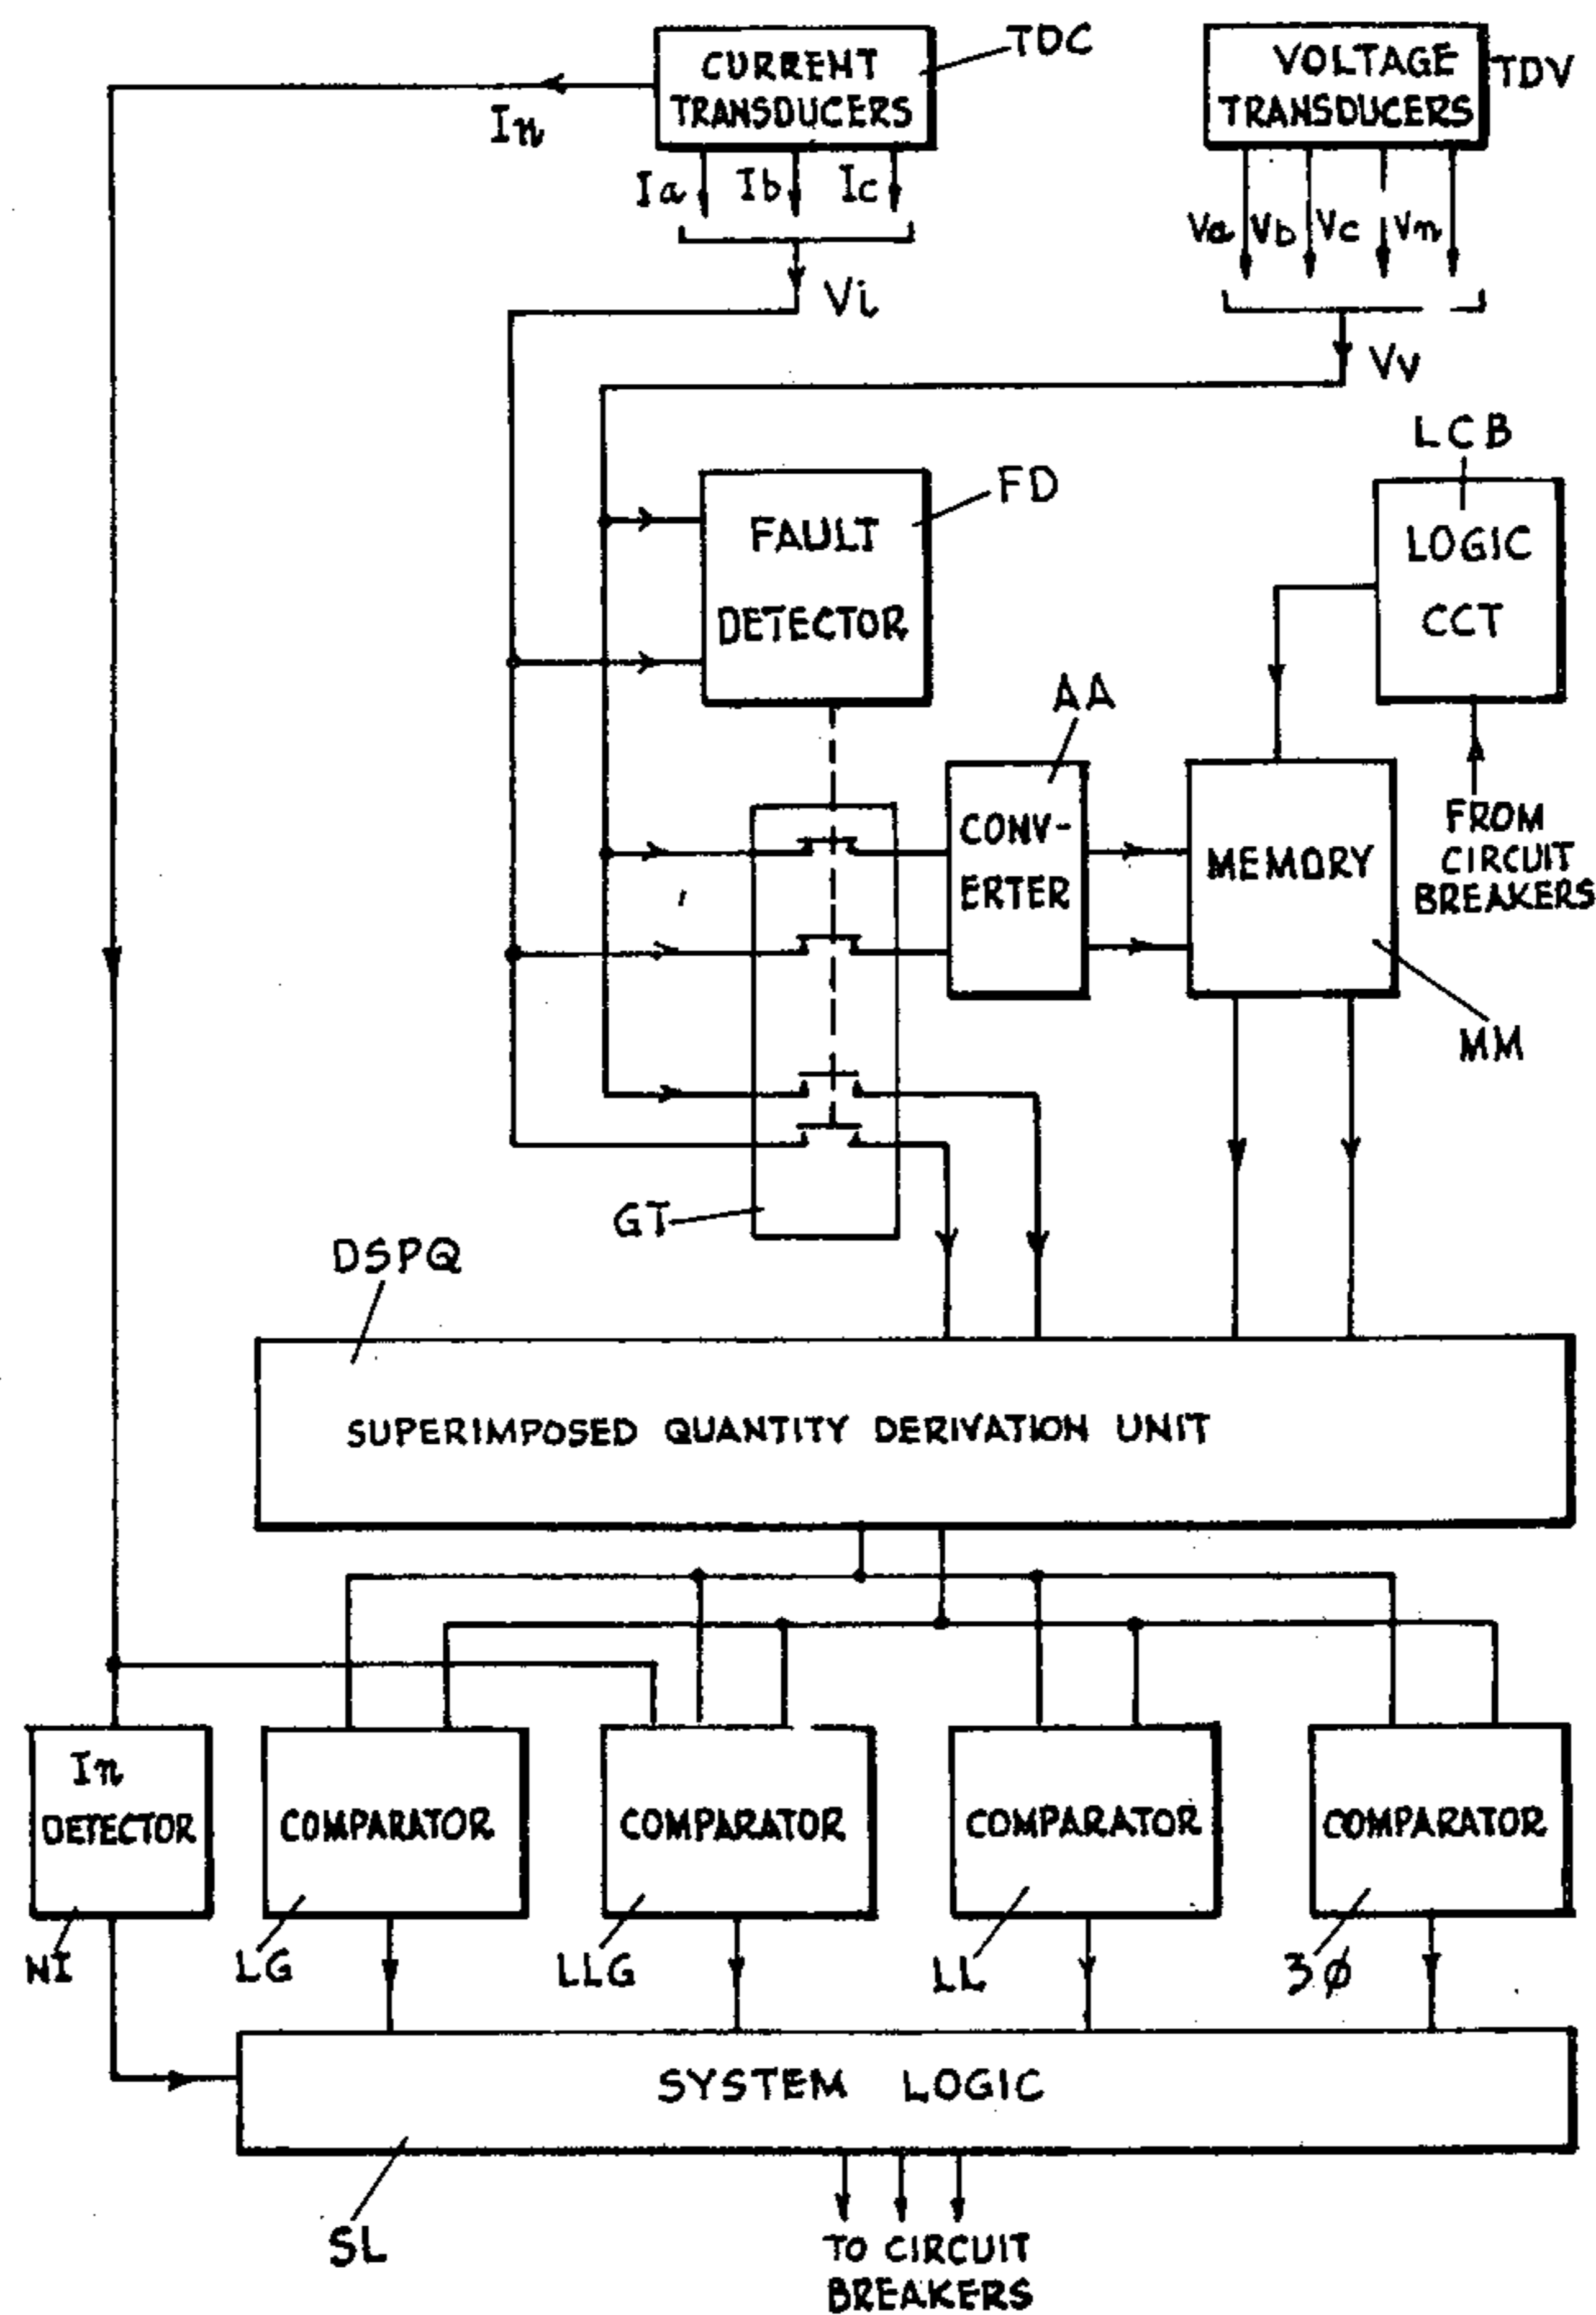 TDC
CURRENT
TRANSDUCERS
VOLTAGE
TRANSDUCERS
TDV
In
Ia
Ib
Ic
Va
Vb
Vc
Vn
Vi
Vv
LCB
FD
FAULT
DETECTOR
LOGIC
CCT
AA
CONV-
ERTER
MEMORY
FROM
CIRCUIT
BREAKERS
MM
GT
DSPQ
SUPERIMPOSED QUANTITY DERIVATION UNIT
In
DETECTOR
COMPARATOR
COMPARATOR
COMPARATOR
COMPARATOR
NI
LG
LLG
LL
3ø
SYSTEM LOGIC
SL
TO CIRCUIT
BREAKERS